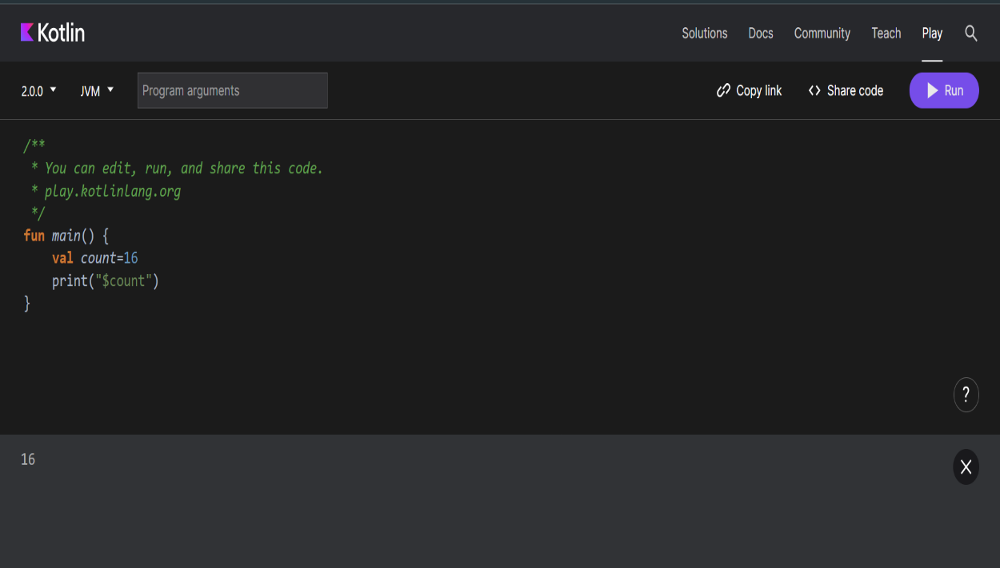 Kotlin
Solutions Docs Community Teach Play
2.0.0 JVM Program arguments Copy link <> Share code Run
/**
 * You can edit, run, and share this code.
 * play.kotlinlang.org
 */
fun main() {
    val count=16
    print("$count")
}
?
16
X